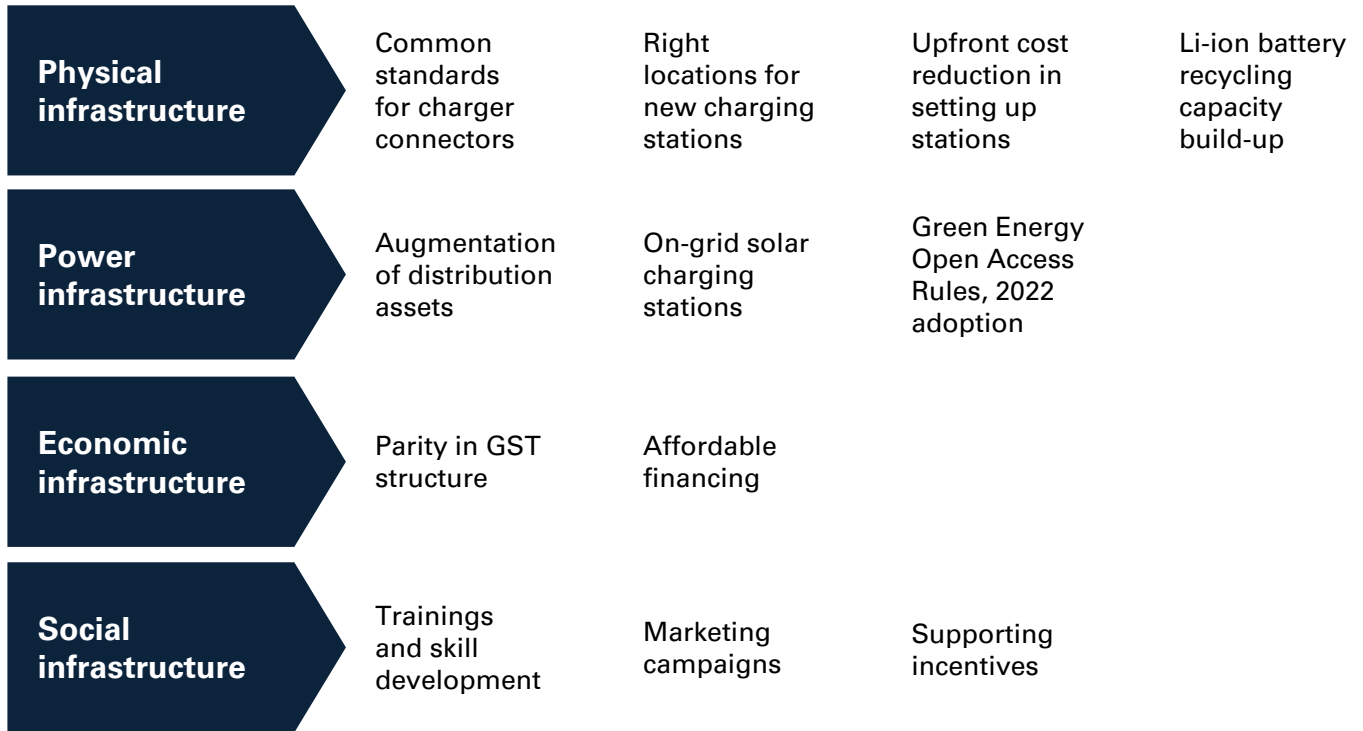 Physical
infrastructure
Common
standards
for charger
connectors
Right
locations for
new charging
stations
Upfront cost
reduction in
setting up
stations
Li-ion battery
recycling
capacity
build-up
Power
infrastructure
Augmentation
of distribution
assets
On-grid solar
charging
stations
Green Energy
Open Access
Rules, 2022
adoption
Economic
infrastructure
Parity in GST
structure
Affordable
financing
Social
infrastructure
Trainings
and skill
development
Marketing
campaigns
Supporting
incentives